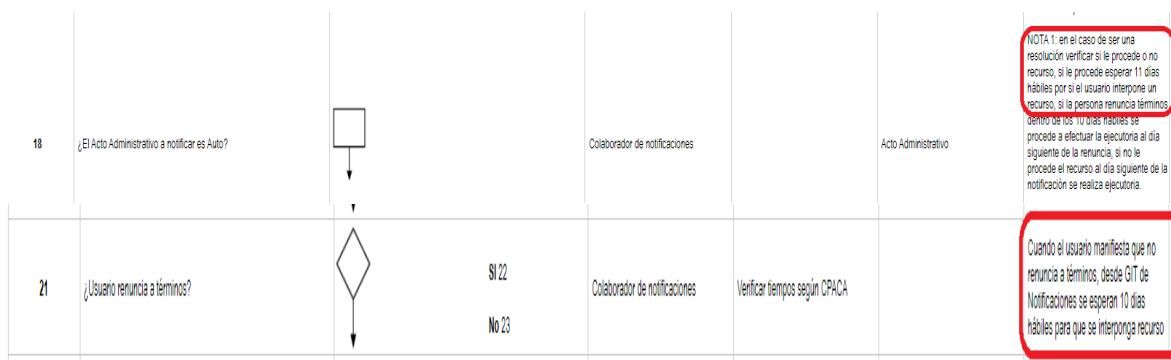 NOTA 1: en el caso de ser una
resolución verificar si le procede o no
recurso, si le procede esperar 11 días
hábiles por si el usuario interpone un
recurso, si la persona renuncia términos
dentro de los 10 días hábiles se
procede a efectuar la ejecutoria al día
siguiente de la renuncia, si no le
procede el recurso al día siguiente de la
notificación se realiza ejecutoria.
18 ¿El Acto Administrativo a notificar es Auto? Colaborador de notificaciones Acto Administrativo
21 ¿Usuario renuncia a términos? SI 22
No 23
Colaborador de notificaciones Verificar tiempos según CPACA
Cuando el usuario manifiesta que no
renuncia a términos, desde GIT de
Notificaciones se esperan 10 días
hábiles para que se interponga recurso